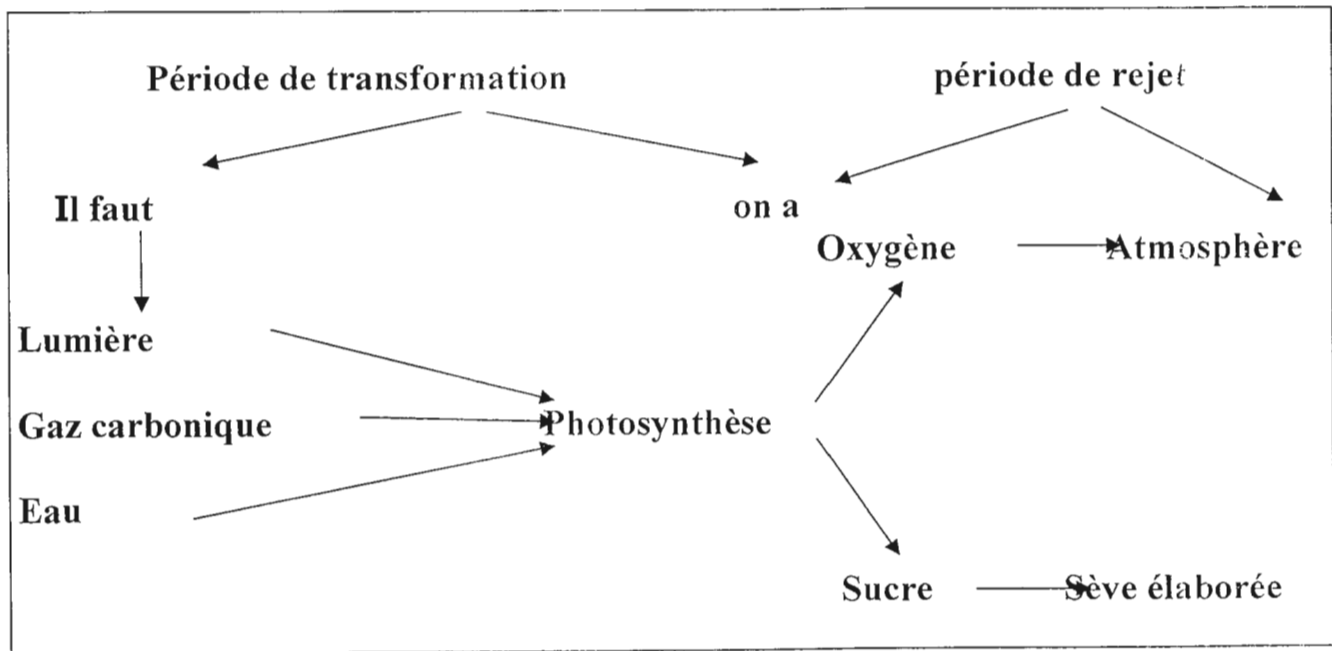 Période de transformation
période de rejet
Il faut
on a
Oxygène
Atmosphère
Lumière
Gaz carbonique
Photosynthèse
Eau
Sucre
Sève élaborée